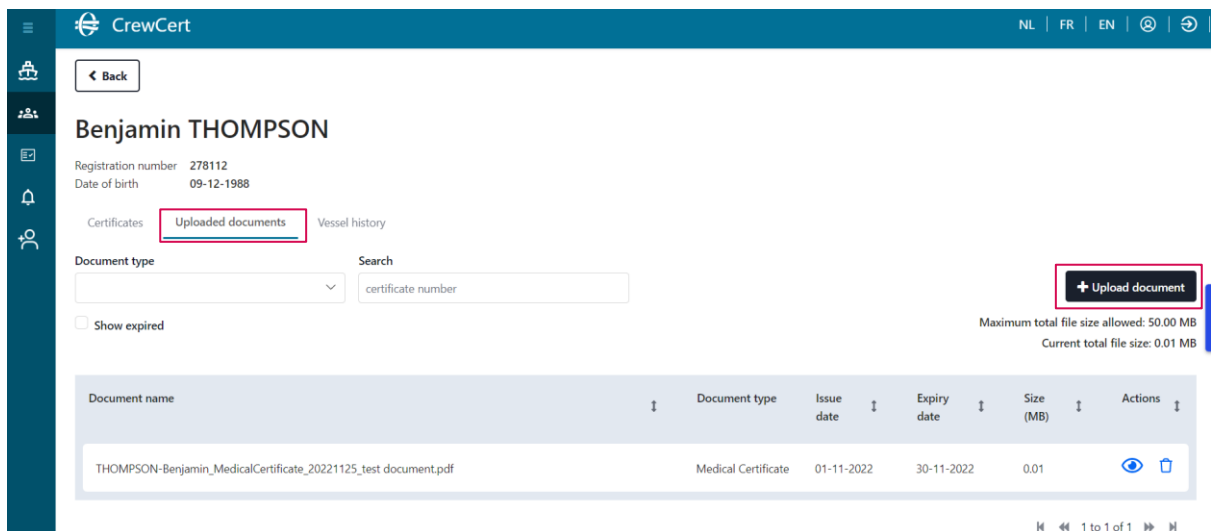 CrewCert
NL | FR | EN
Back
Benjamin THOMPSON
Registration number 278112
Date of birth 09-12-1988
Certificates Uploaded documents Vessel history
Document type Search
certificate number
+ Upload document
Show expired
Maximum total file size allowed: 50.00 MB
Current total file size: 0.01 MB
Document name Document type Issue date Expiry date Size (MB) Actions
THOMPSON-Benjamin_MedicalCertificate_20221125_test document.pdf Medical Certificate 01-11-2022 30-11-2022 0.01
1 to 1 of 1